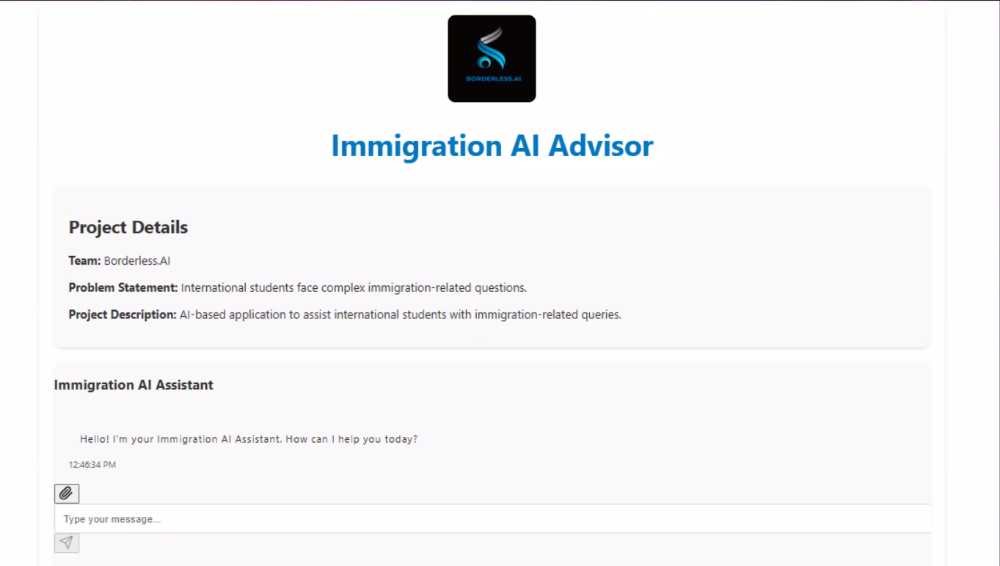 BORDERLESS.AI
Immigration AI Advisor
Project Details
Team: Borderless.AI
Problem Statement: International students face complex immigration-related questions.
Project Description: AI-based application to assist international students with immigration-related queries.
Immigration AI Assistant
Hello! I'm your Immigration AI Assistant. How can I help you today?
12:46:34 PM
Type your message...